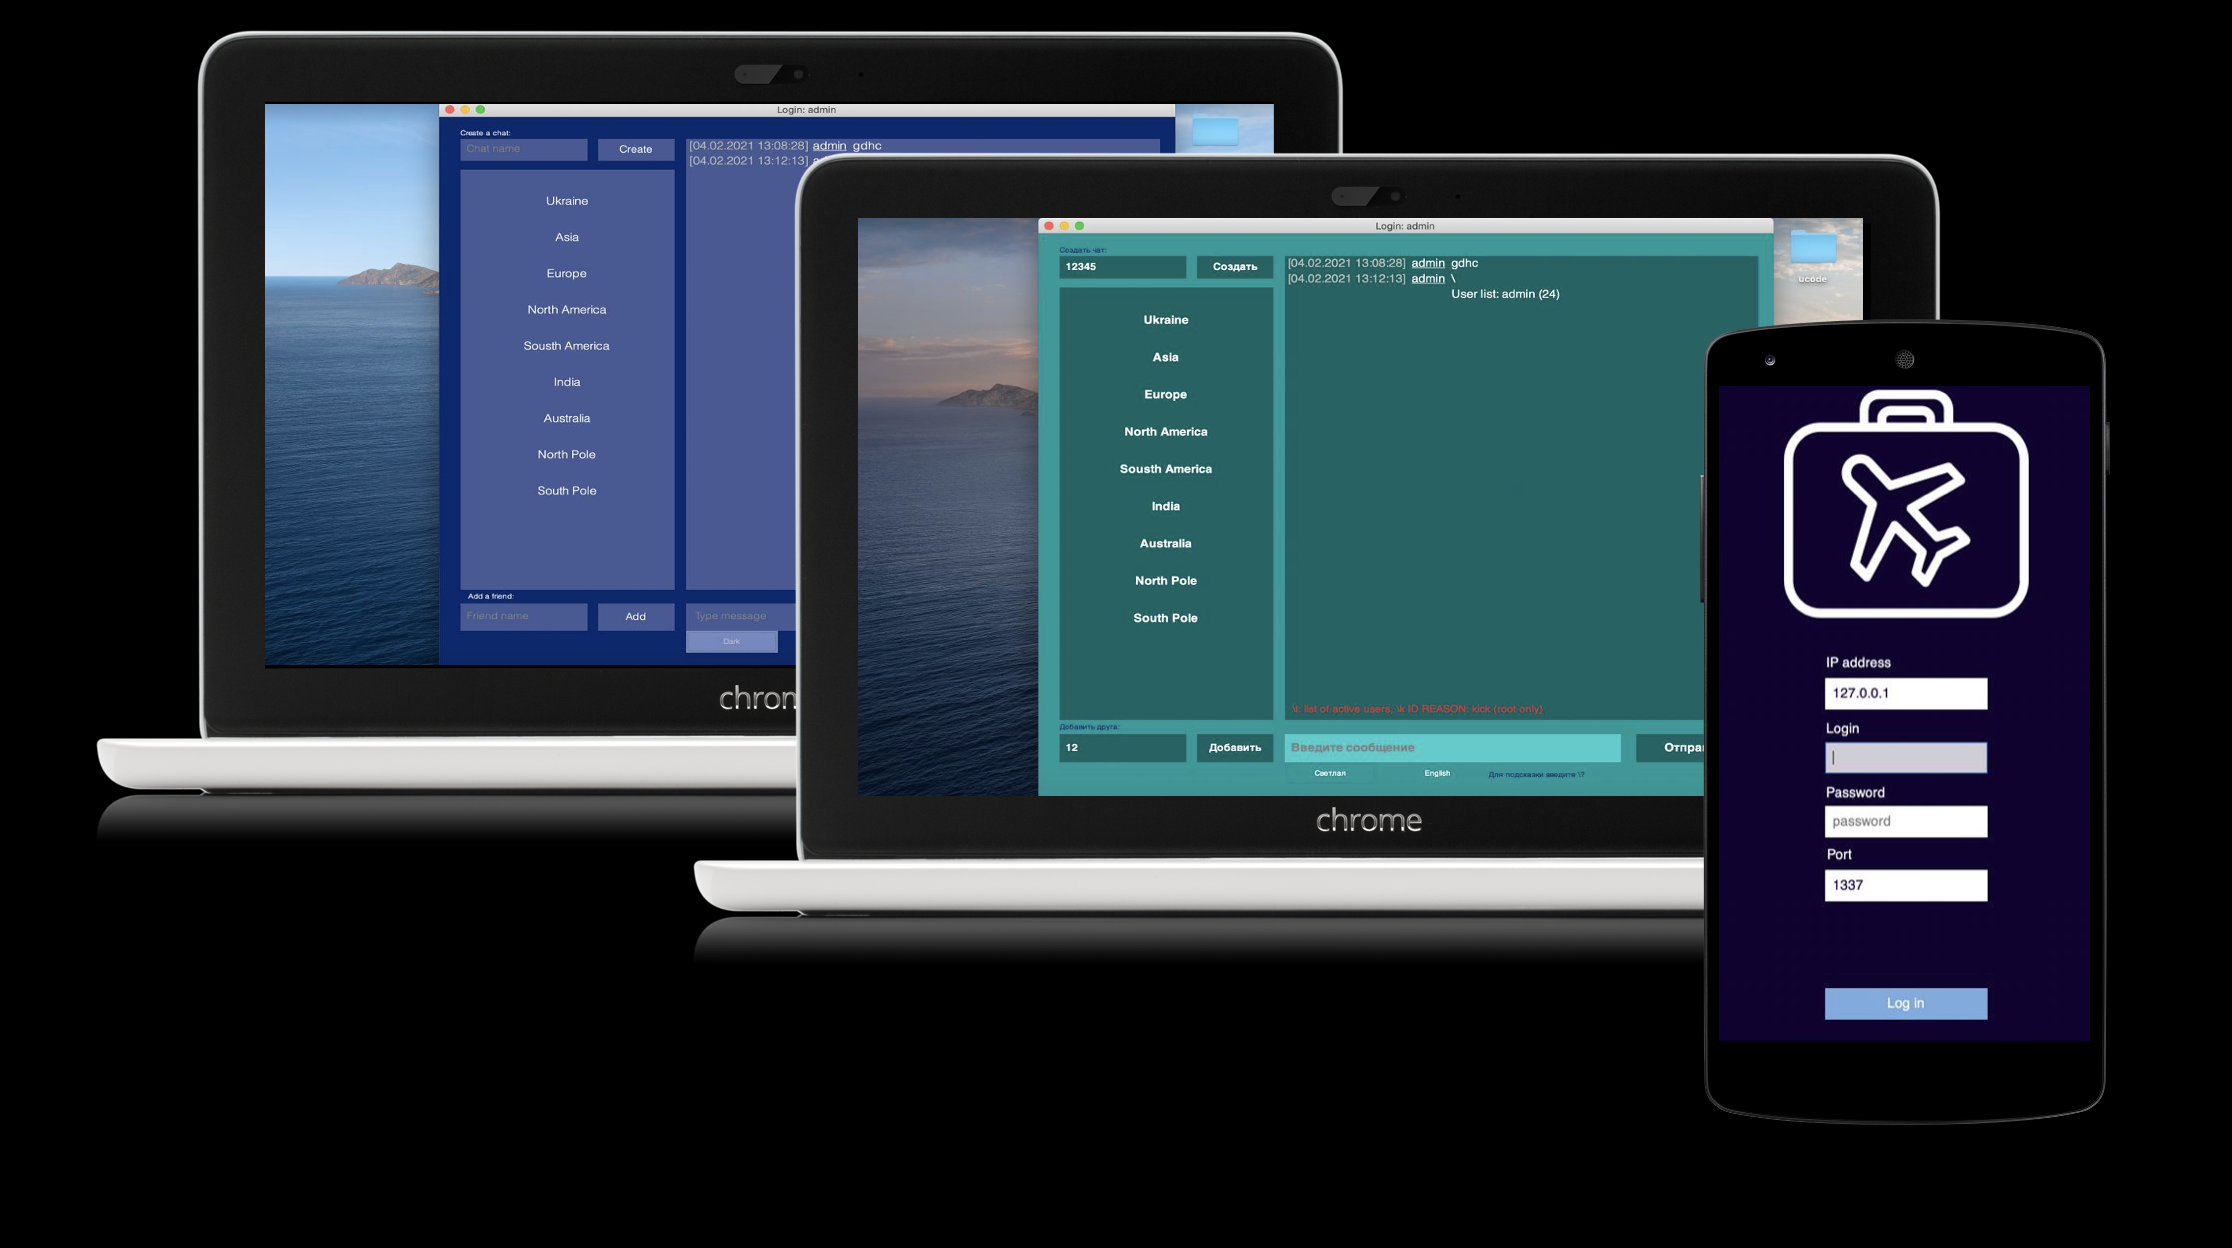 Login: admin
Create a chat:
Chat name
Create
[04.02.2021 13:08:28] admin gdhc
[04.02.2021 13:12:13]
Ukraine
Asia
Europe
North America
Sousth America
India
Australia
North Pole
South Pole
Add a friend:
Friend name
Add
Type message
Dark
chrom
Login: admin
Создать чат:
12345
Создать
[04.02.2021 13:08:28] admin gdhc
[04.02.2021 13:12:13] admin \
User list: admin (24)
ucode
Ukraine
Asia
Europe
North America
Sousth America
India
Australia
North Pole
South Pole
\l: list of active users, \k ID REASON: kick (root only)
Добавить друга:
12
Добавить
Введите сообщение
Отпра
Светлая
English
Для подсказки введите \?
chrome
IP address
127.0.0.1
Login
Password
password
Port
1337
Log in